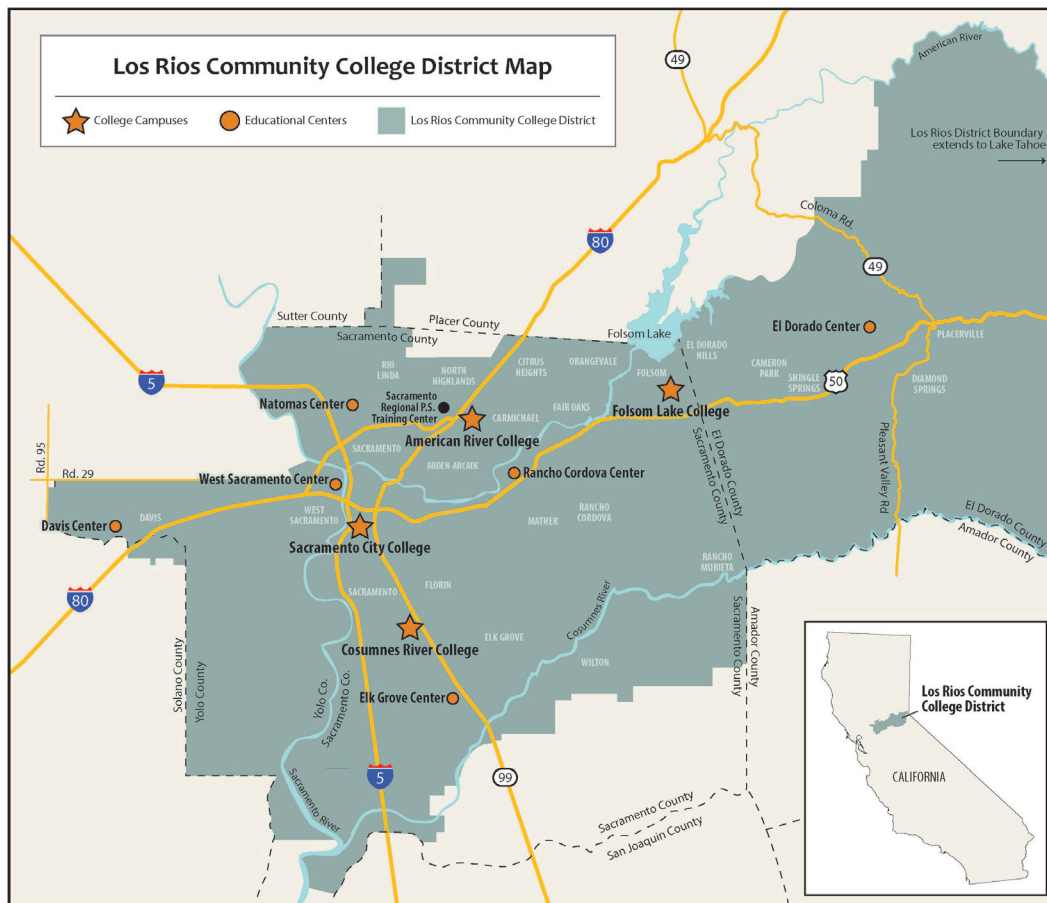 Los Rios Community College District Map
College Campuses
Educational Centers
Los Rios Community College District
American River
49
Los Rios District Boundary
extends to Lake Tahoe
Coloma Rd.
80
49
Sutter County
Placer County
Sacramento County
Folsom Lake
El Dorado Center
PLACERVILLE
EL DORADO
HILLS
CITRUS
HEIGHTS
ORANGEVALE
RIO
LINDA
NORTH
HIGHLANDS
FOLSOM
CAMERON
PARK
SHINGLE
SPRINGS
50
DIAMOND
SPRINGS
5
Natomas Center
Sacramento
Regional P.S.
Training Center
CARMICHAEL
FAIR OAKS
Folsom Lake College
American River College
SACRAMENTO
ARDEN-ARCADE
Rd. 95
Rd. 29
West Sacramento Center
Rancho Cordova Center
El Dorado County
Sacramento County
Pleasant Valley Rd
Davis Center
DAVIS
WEST
SACRAMENTO
MATHER
RANCHO
CORDOVA
El Dorado County
Amador County
Sacramento City College
RANCHO
MURIETA
80
SACRAMENTO
FLORIN
Cosumnes River
Cosumnes River College
ELK GROVE
WILTON
Sacramento County
Amador County
Solano County
Yolo County
Yolo Co.
Sacramento Co.
Elk Grove Center
5
99
Sacramento River
Sacramento County
San Joaquin County
Los Rios Community
College District
CALIFORNIA